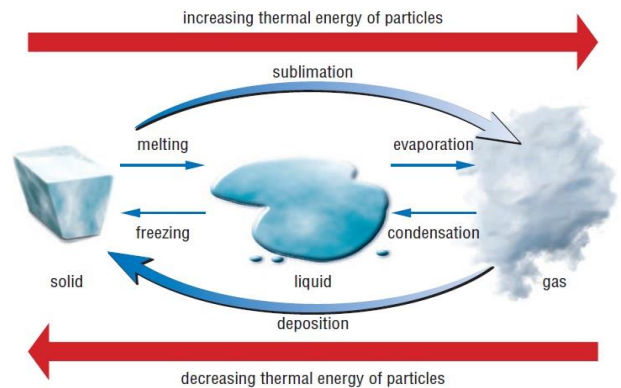 increasing thermal energy of particles
sublimation
melting
evaporation
freezing
condensation
solid
liquid
gas
deposition
decreasing thermal energy of particles